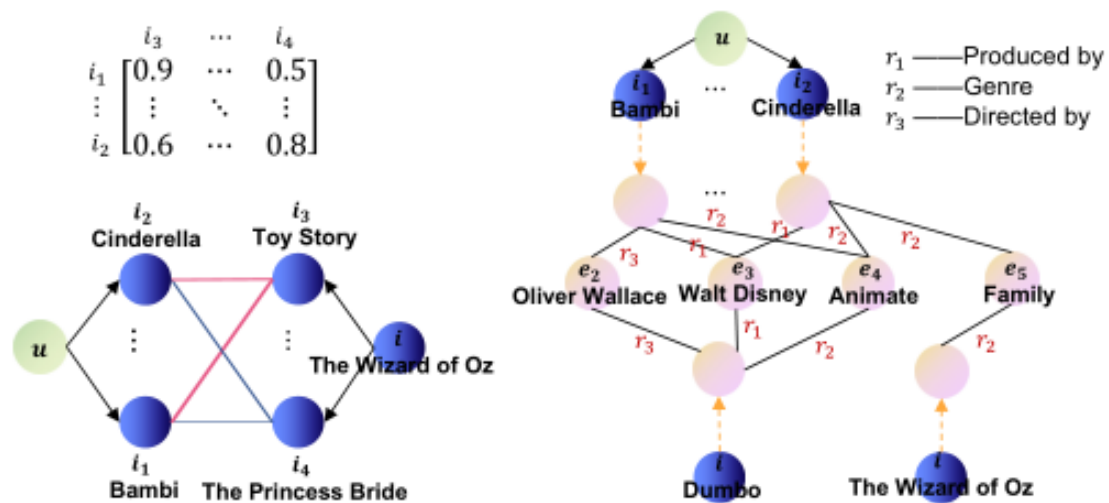 i₃ ⋯ i₄
i₁ [0.9 ⋯ 0.5]
⋮ ⋮ ⋱ ⋮
i₂ [0.6 ⋯ 0.8]
i₂
Cinderella
i₃
Toy Story
u
⋮
⋮
i
The Wizard of Oz
i₁
Bambi
i₄
The Princess Bride
u
i₁
Bambi
...
i₂
Cinderella
r₁ ——Produced by
r₂ ——Genre
r₃ ——Directed by
...
r₂
r₃
r₁
r₁
r₂
r₂
e₂
Oliver Wallace
e₃
Walt Disney
e₄
Animate
e₅
Family
r₃
r₁
r₂
r₂
i
Dumbo
i
The Wizard of Oz